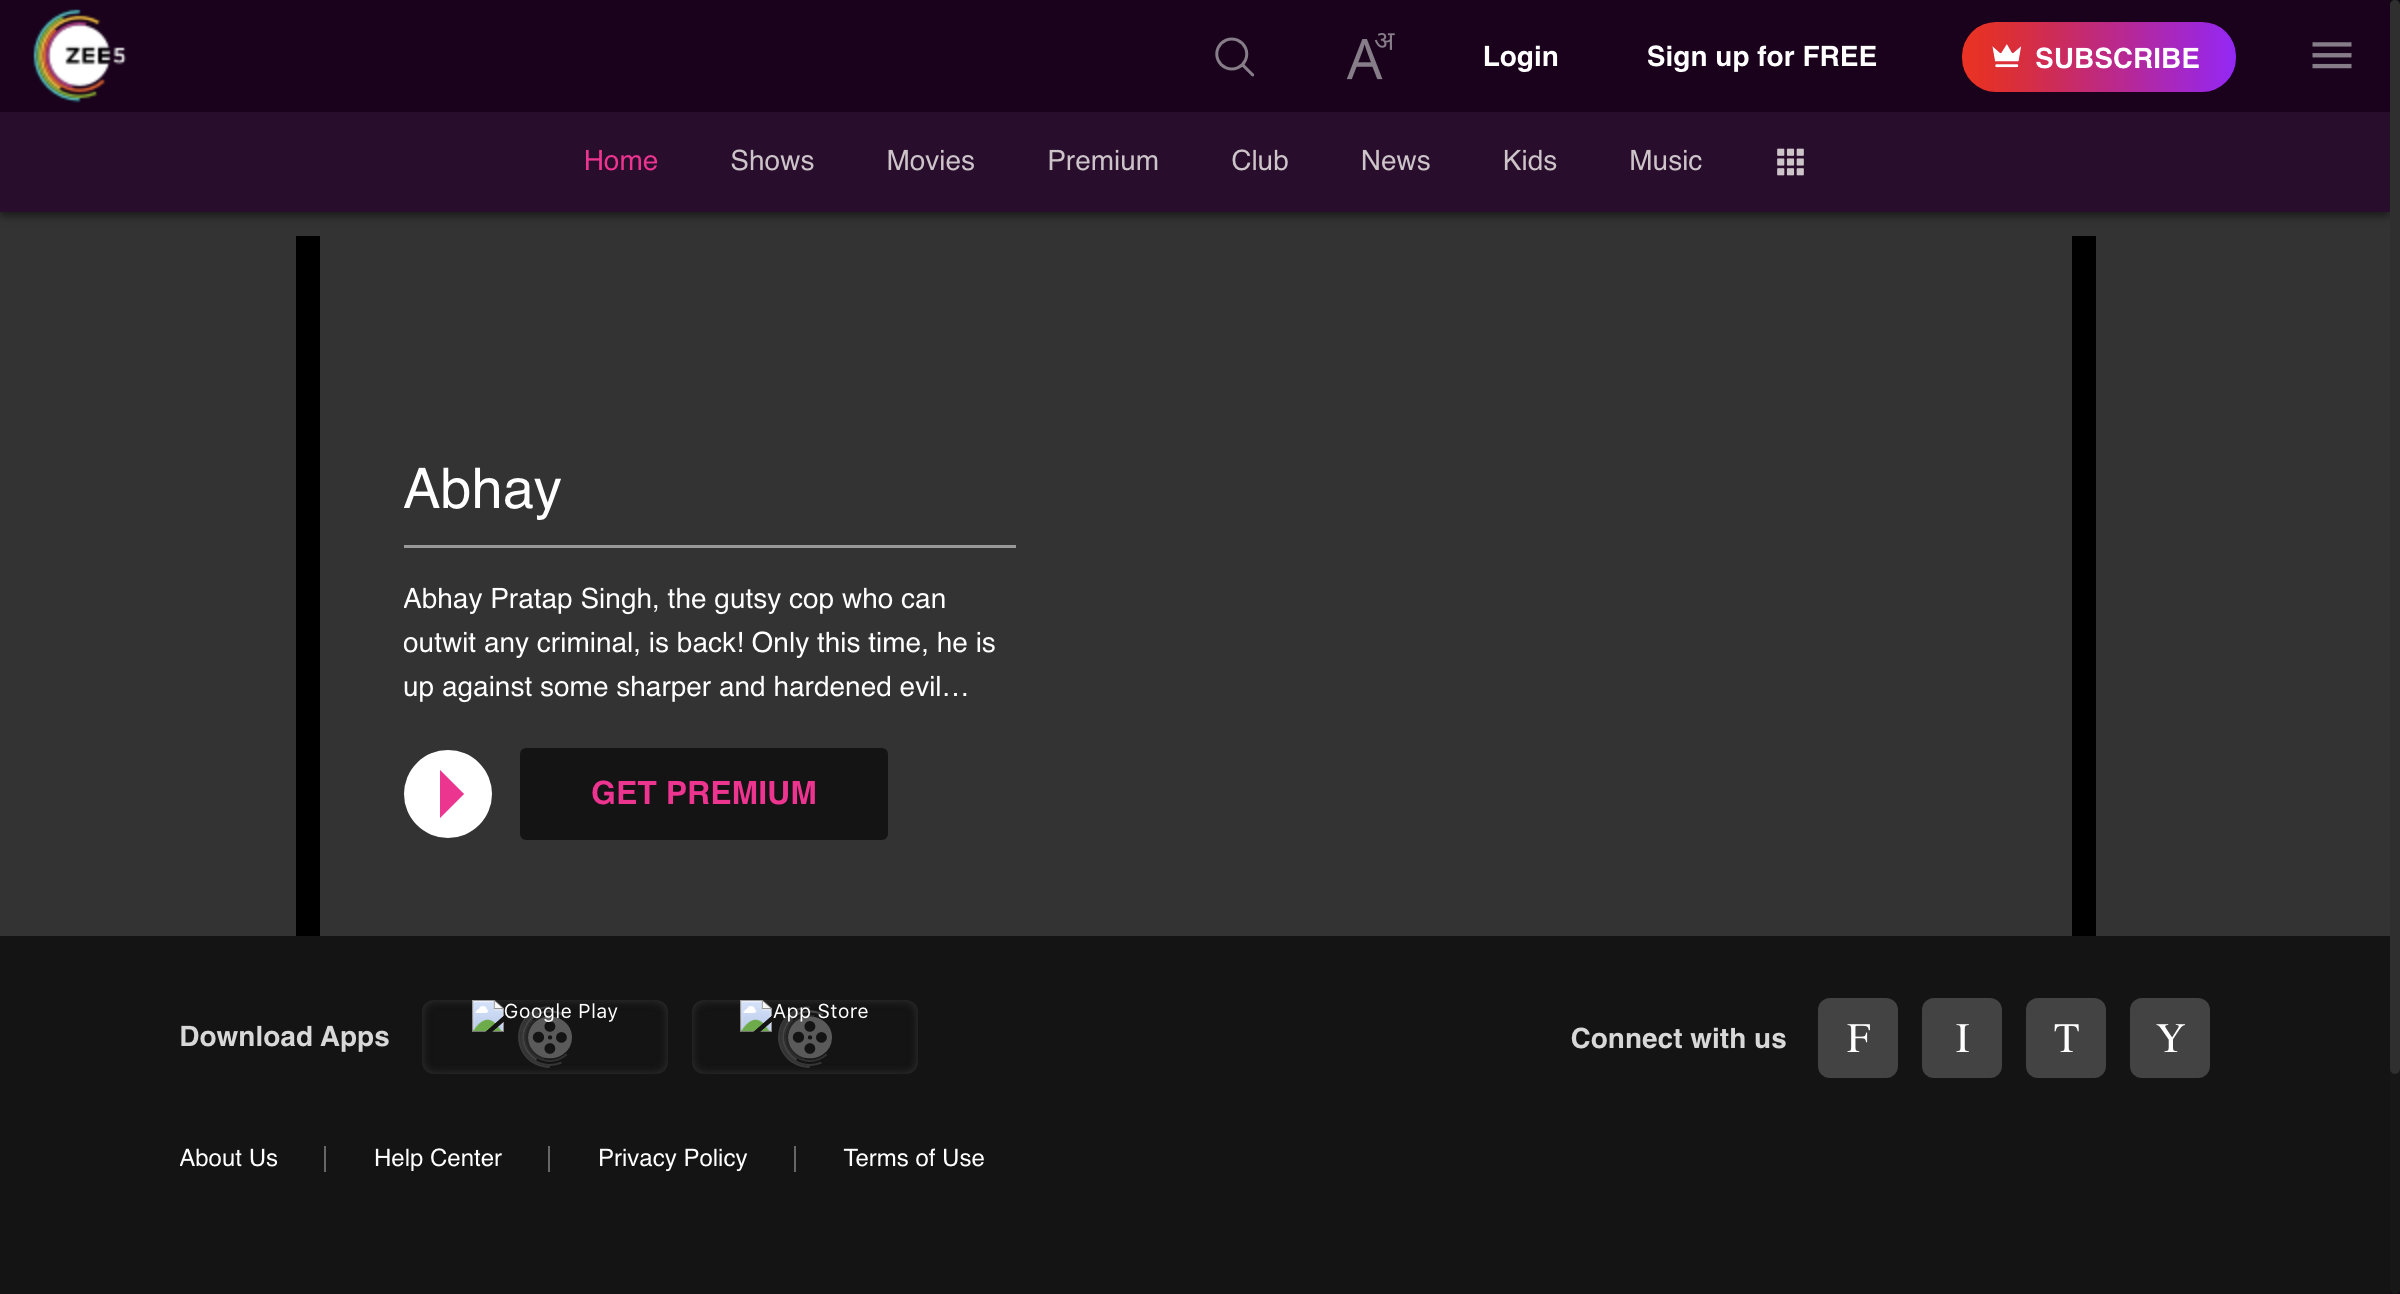 ZEE5
Aअ
Login
Sign up for FREE
SUBSCRIBE
Home
Shows
Movies
Premium
Club
News
Kids
Music
Abhay
Abhay Pratap Singh, the gutsy cop who can
outwit any criminal, is back! Only this time, he is
up against some sharper and hardened evil…
GET PREMIUM
Download Apps
Google Play
App Store
Connect with us
F
I
T
Y
About Us
Help Center
Privacy Policy
Terms of Use